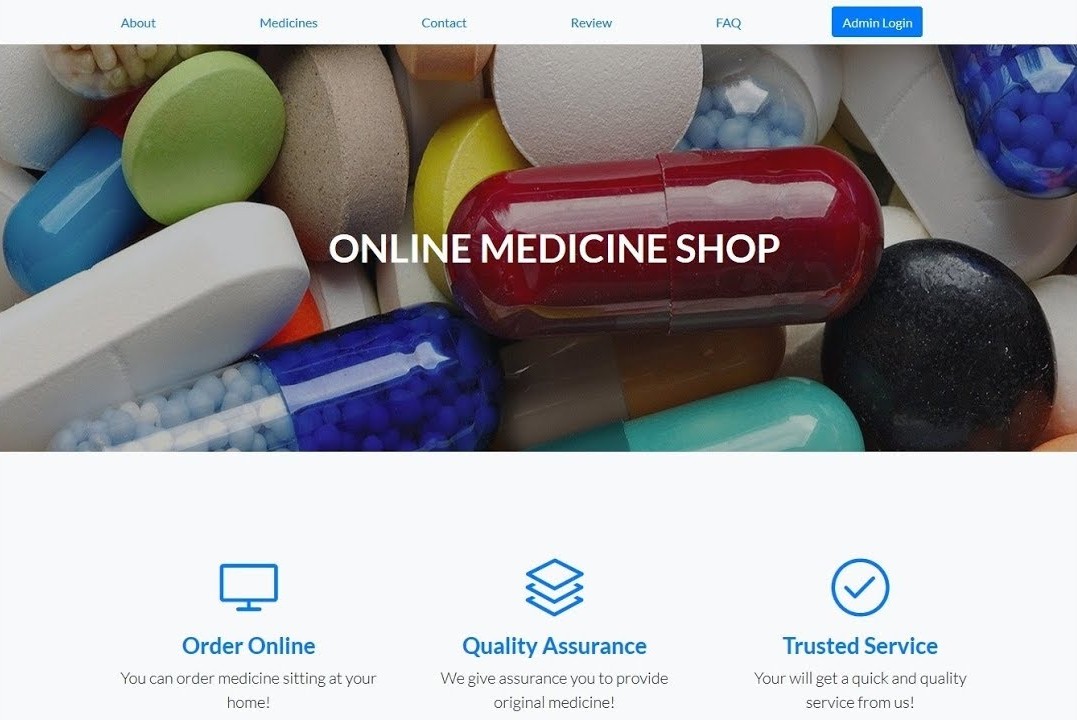 About Medicines Contact Review FAQ Admin Login
ONLINE MEDICINE SHOP
Order Online
You can order medicine sitting at your
home!
Quality Assurance
We give assurance you to provide
original medicine!
Trusted Service
Your will get a quick and quality
service from us!